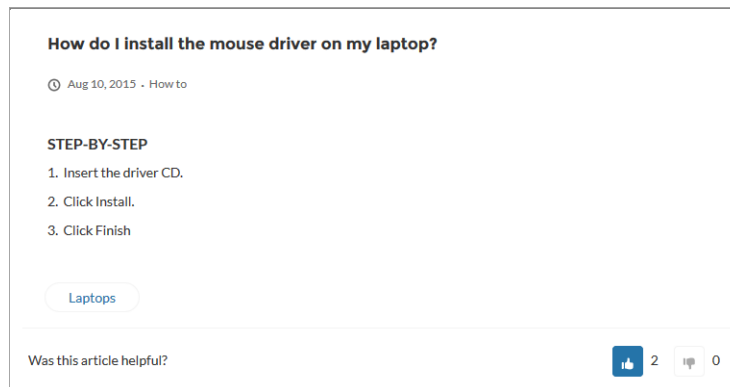 How do I install the mouse driver on my laptop?
Aug 10, 2015 • How to
STEP-BY-STEP
1. Insert the driver CD.
2. Click Install.
3. Click Finish
Laptops
Was this article helpful? 2 0